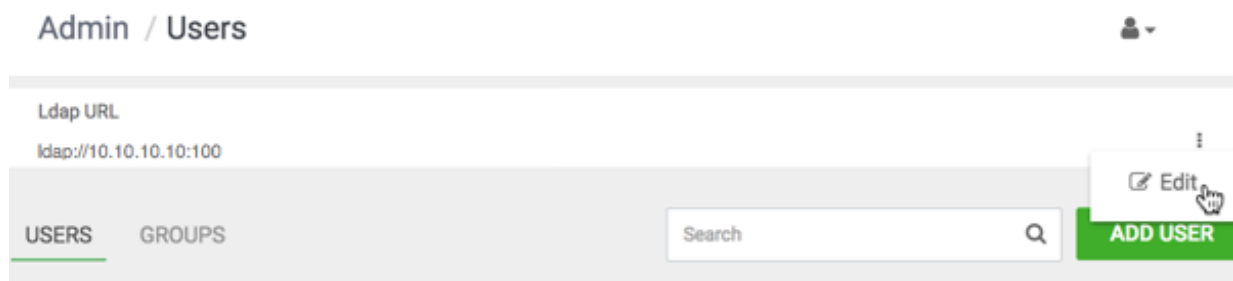 Admin / Users
Ldap URL
ldap://10.10.10.10:100
Edit
USERS GROUPS Search ADD USER